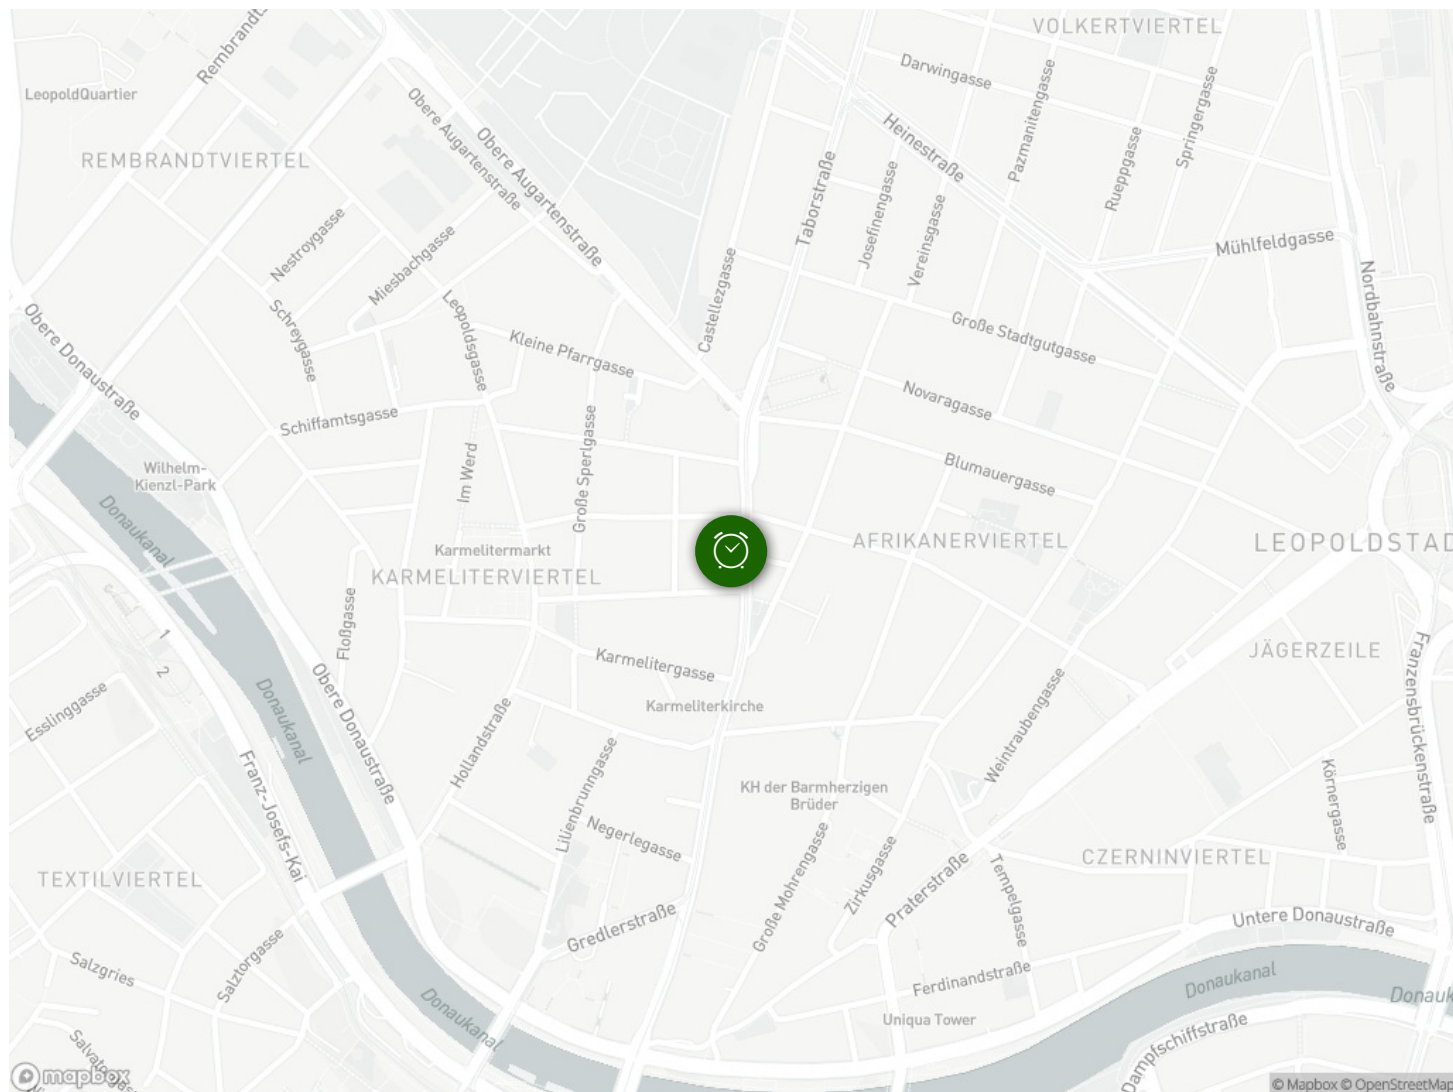 VOLKERTVIERTEL
Darwingasse
LeopoldQuartier
Obere Augartenstraße
Obere Augartenstraße
Heinestraße
Pazmanitengasse
Springergasse
Rueppgasse
REMBRANDTVIERTEL
Taborstraße
Josefinengasse
Vereinsgasse
Mühlfeldgasse
Nestroygasse
Miesbachgasse
Castellezgasse
Nordbahnstraße
Obere Donaustraße
Schreygasse
Leopoldsgasse
Kleine Pfarrgasse
Große Stadtgutgasse
Novaragasse
Schiffamtsgasse
Große Sperlgasse
Im Werd
Blumauergasse
Wilhelm-
Kienzl-Park
Donaukanal
Karmelitermarkt
KARMELITERVIERTEL
AFRIKANERVIERTEL
LEOPOLDSTAD
Floßgasse
1
2
Karmelitergasse
JÄGERZEILE
Franzensbrückenstraße
Esslinggasse
Donaukanal
Obere Donaustraße
Karmeliterkirche
Hollandstraße
Weintraubengasse
Franz-Josefs-Kai
Lilienbrunngasse
KH der Barmherzigen
Brüder
Körnergasse
Negerlegasse
Große Mohrengasse
Zirkusgasse
Praterstraße
CZERNINVIERTEL
TEXTILVIERTEL
Tempelgasse
Gredlerstraße
Untere Donaustraße
Salzgries
Salztorgasse
Ferdinandstraße
Donaukanal
Donaukanal
Uniqua Tower
Dampfschiffstraße
mapbox
© Mapbox © OpenStreetMap